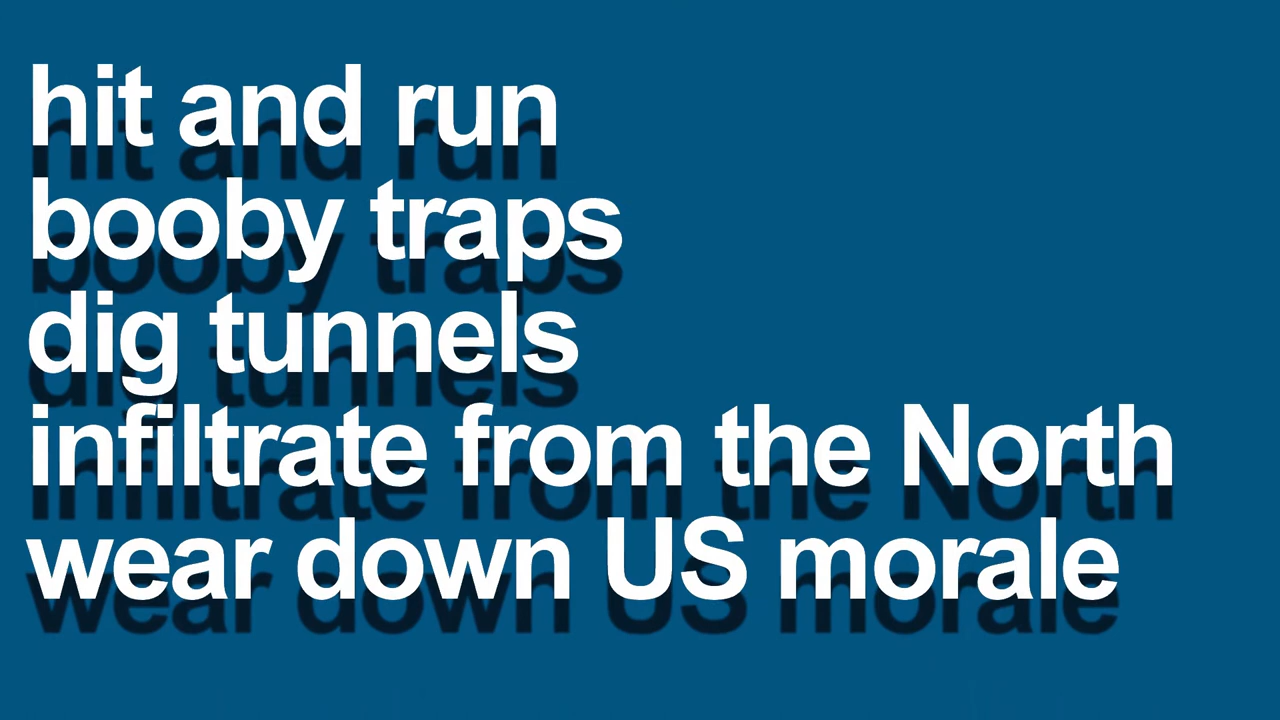 hit and run
booby traps
dig tunnels
infiltrate from the North
wear down US morale